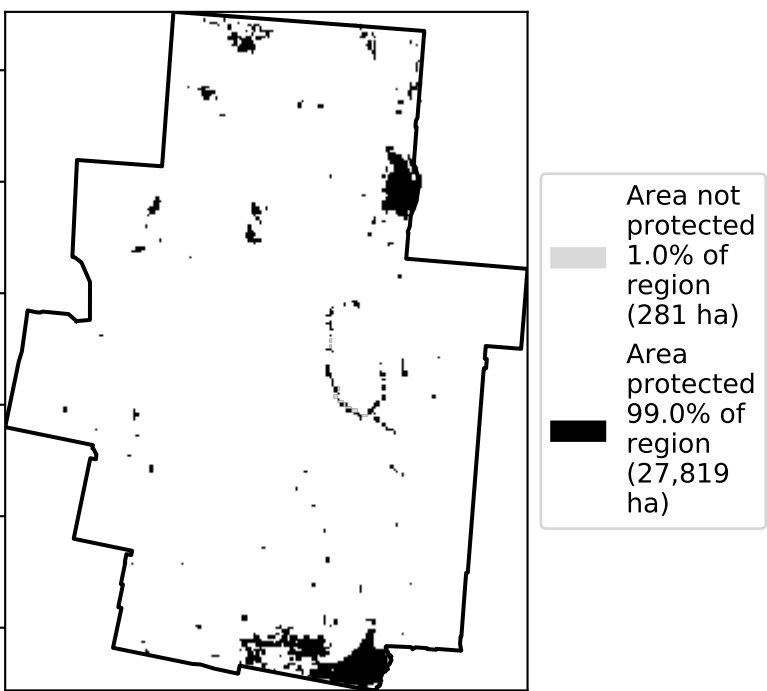 Area not
protected
1.0% of
region
(281 ha)
Area
protected
99.0% of
region
(27,819
ha)